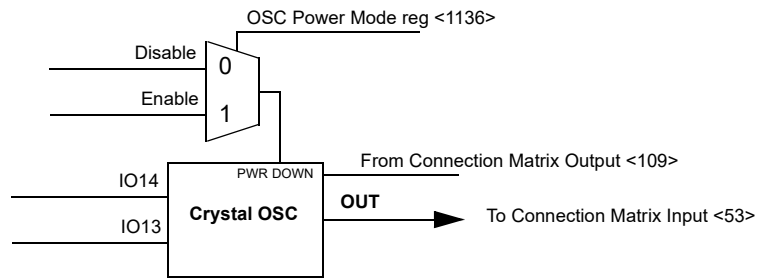 OSC Power Mode reg <1136>
Disable
0
Enable
1
PWR DOWN
From Connection Matrix Output <109>
IO14
OUT
Crystal OSC
To Connection Matrix Input <53>
IO13